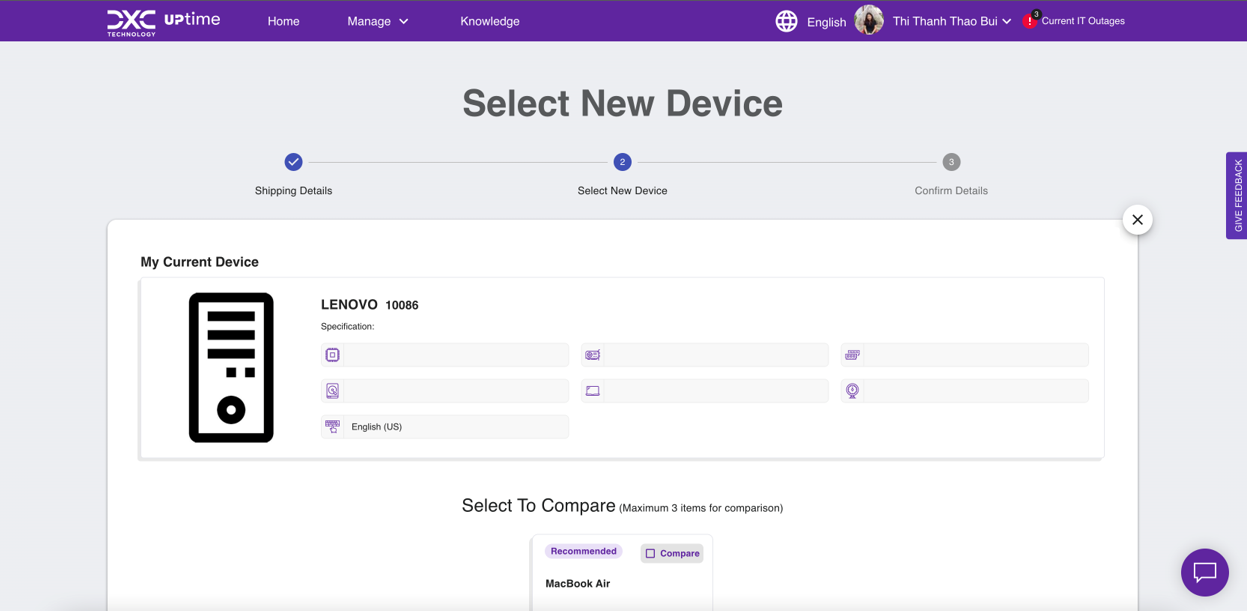 DXC TECHNOLOGY UPtime Home Manage Knowledge English Thi Thanh Thao Bui 3 Current IT Outages
Select New Device
2 3
Shipping Details Select New Device Confirm Details
GIVE FEEDBACK
My Current Device
LENOVO 10086
Specification:
English (US)
Select To Compare (Maximum 3 items for comparison)
Recommended Compare
MacBook Air